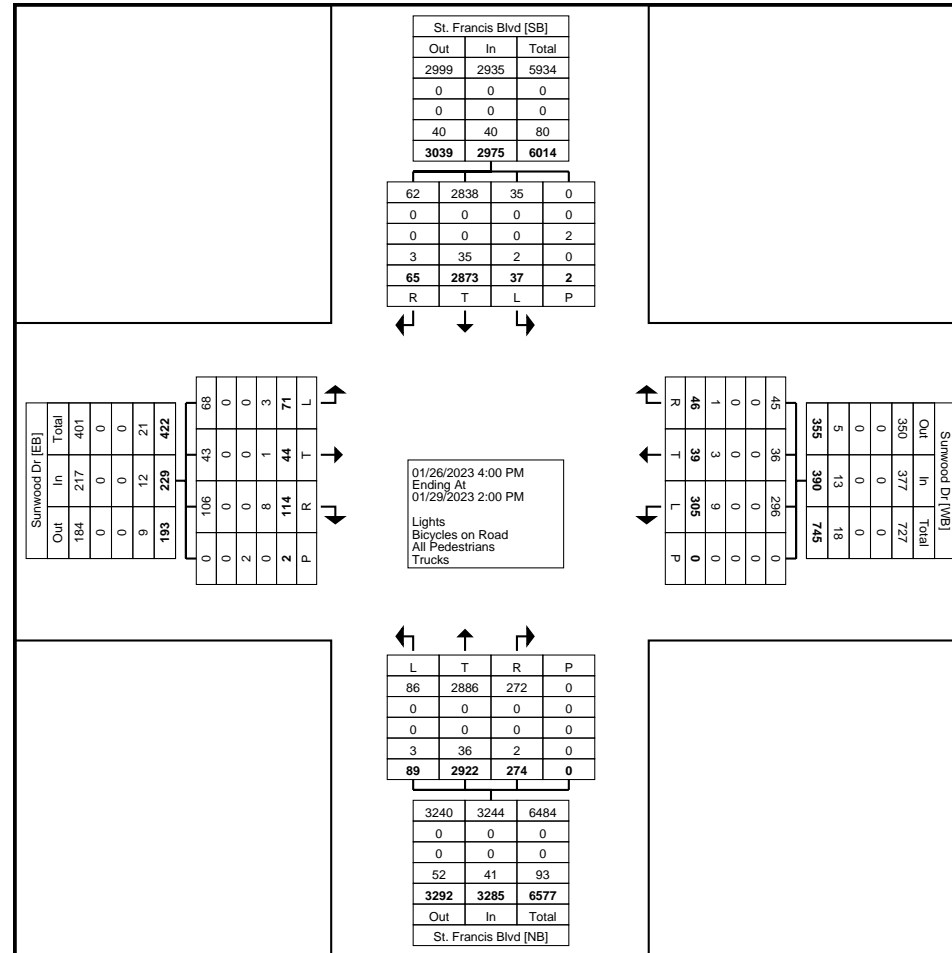 St. Francis Blvd [SB]
Out In Total
2999 2935 5934
0 0 0
0 0 0
40 40 80
3039 2975 6014
62 2838 35 0
0 0 0 0
0 0 0 2
3 35 2 0
65 2873 37 2
R T L P
Sunwood Dr [EB]
Total In Out
401 217 184
0 0 0
0 0 0
21 12 9
422 229 193
68 43 106 0
0 0 0 0
0 0 0 2
3 1 8 0
71 44 114 2
L T R P
01/26/2023 4:00 PM
Ending At
01/29/2023 2:00 PM
Lights
Bicycles on Road
All Pedestrians
Trucks
R T L P
46 39 305 0
1 3 9 0
0 0 0 0
0 0 0 0
45 36 296 0
355 390 745
5 13 18
0 0 0
0 0 0
350 377 727
Out In Total
Sunwood Dr [WB]
L T R P
86 2886 272 0
0 0 0 0
0 0 0 0
3 36 2 0
89 2922 274 0
3240 3244 6484
0 0 0
0 0 0
52 41 93
3292 3285 6577
Out In Total
St. Francis Blvd [NB]